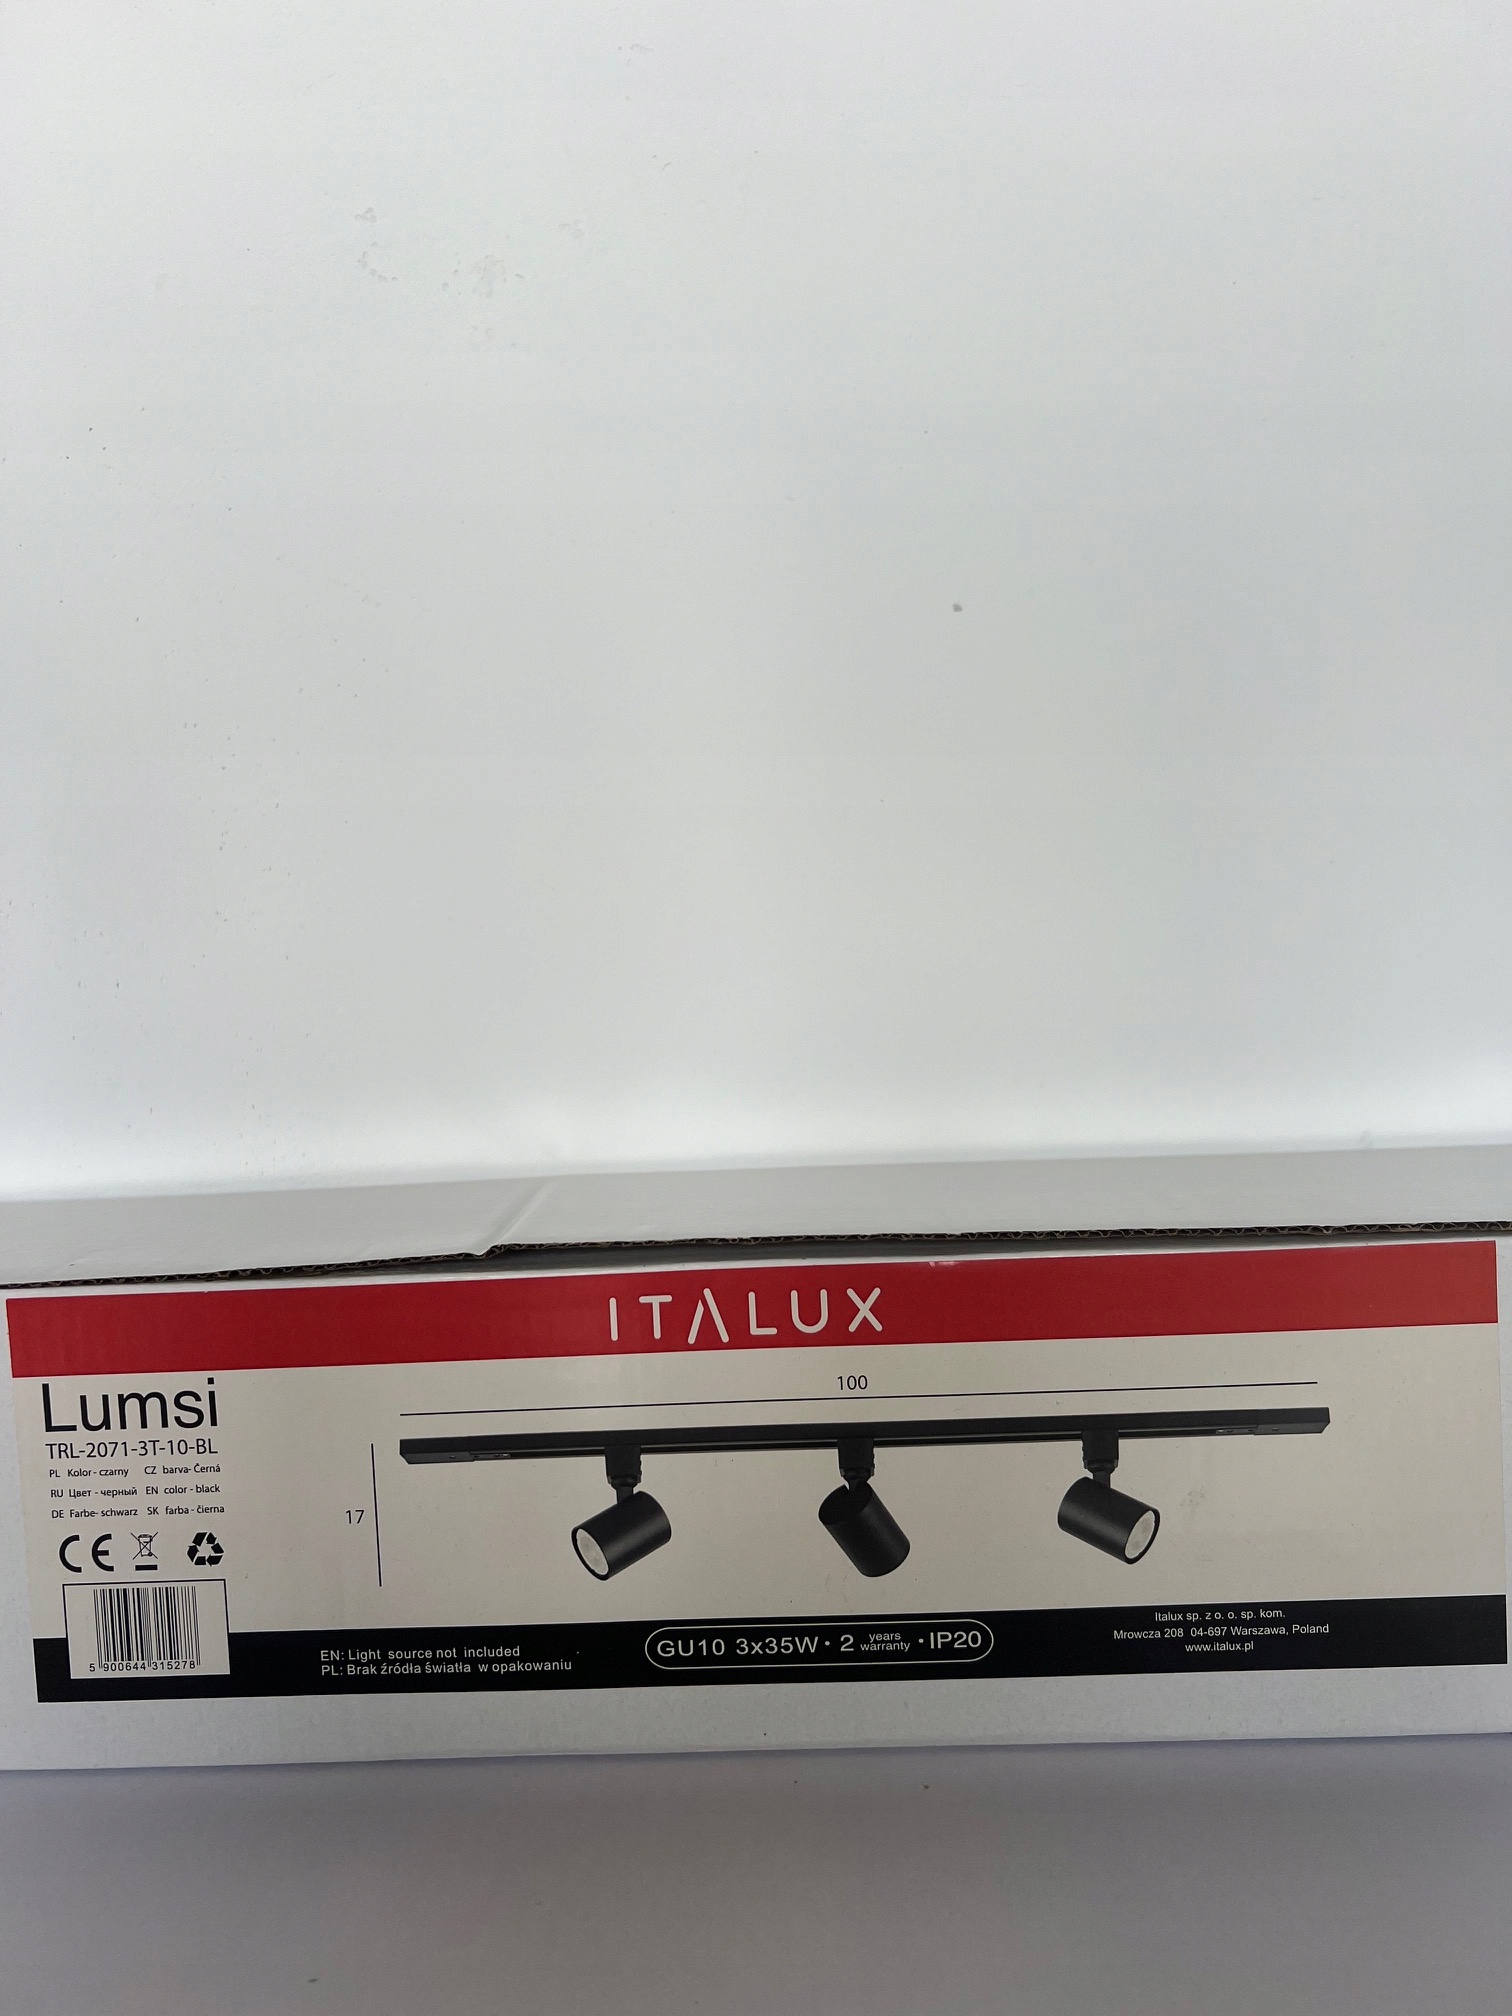 ITALUX
Lumsi
TRL-2071-3T-10-BL
PL Kolor - czarny CZ barva- Černá
RU Цвет - черный EN color - black
DE Farbe- schwarz SK farba - čierna
CE
5 900644 315278
100
17
EN: Light source not included
PL: Brak źródła światła w opakowaniu
GU10 3x35W • 2 years warranty • IP20
Italux sp. z o. o. sp. kom.
Mrowcza 208 04-697 Warszawa, Poland
www.italux.pl